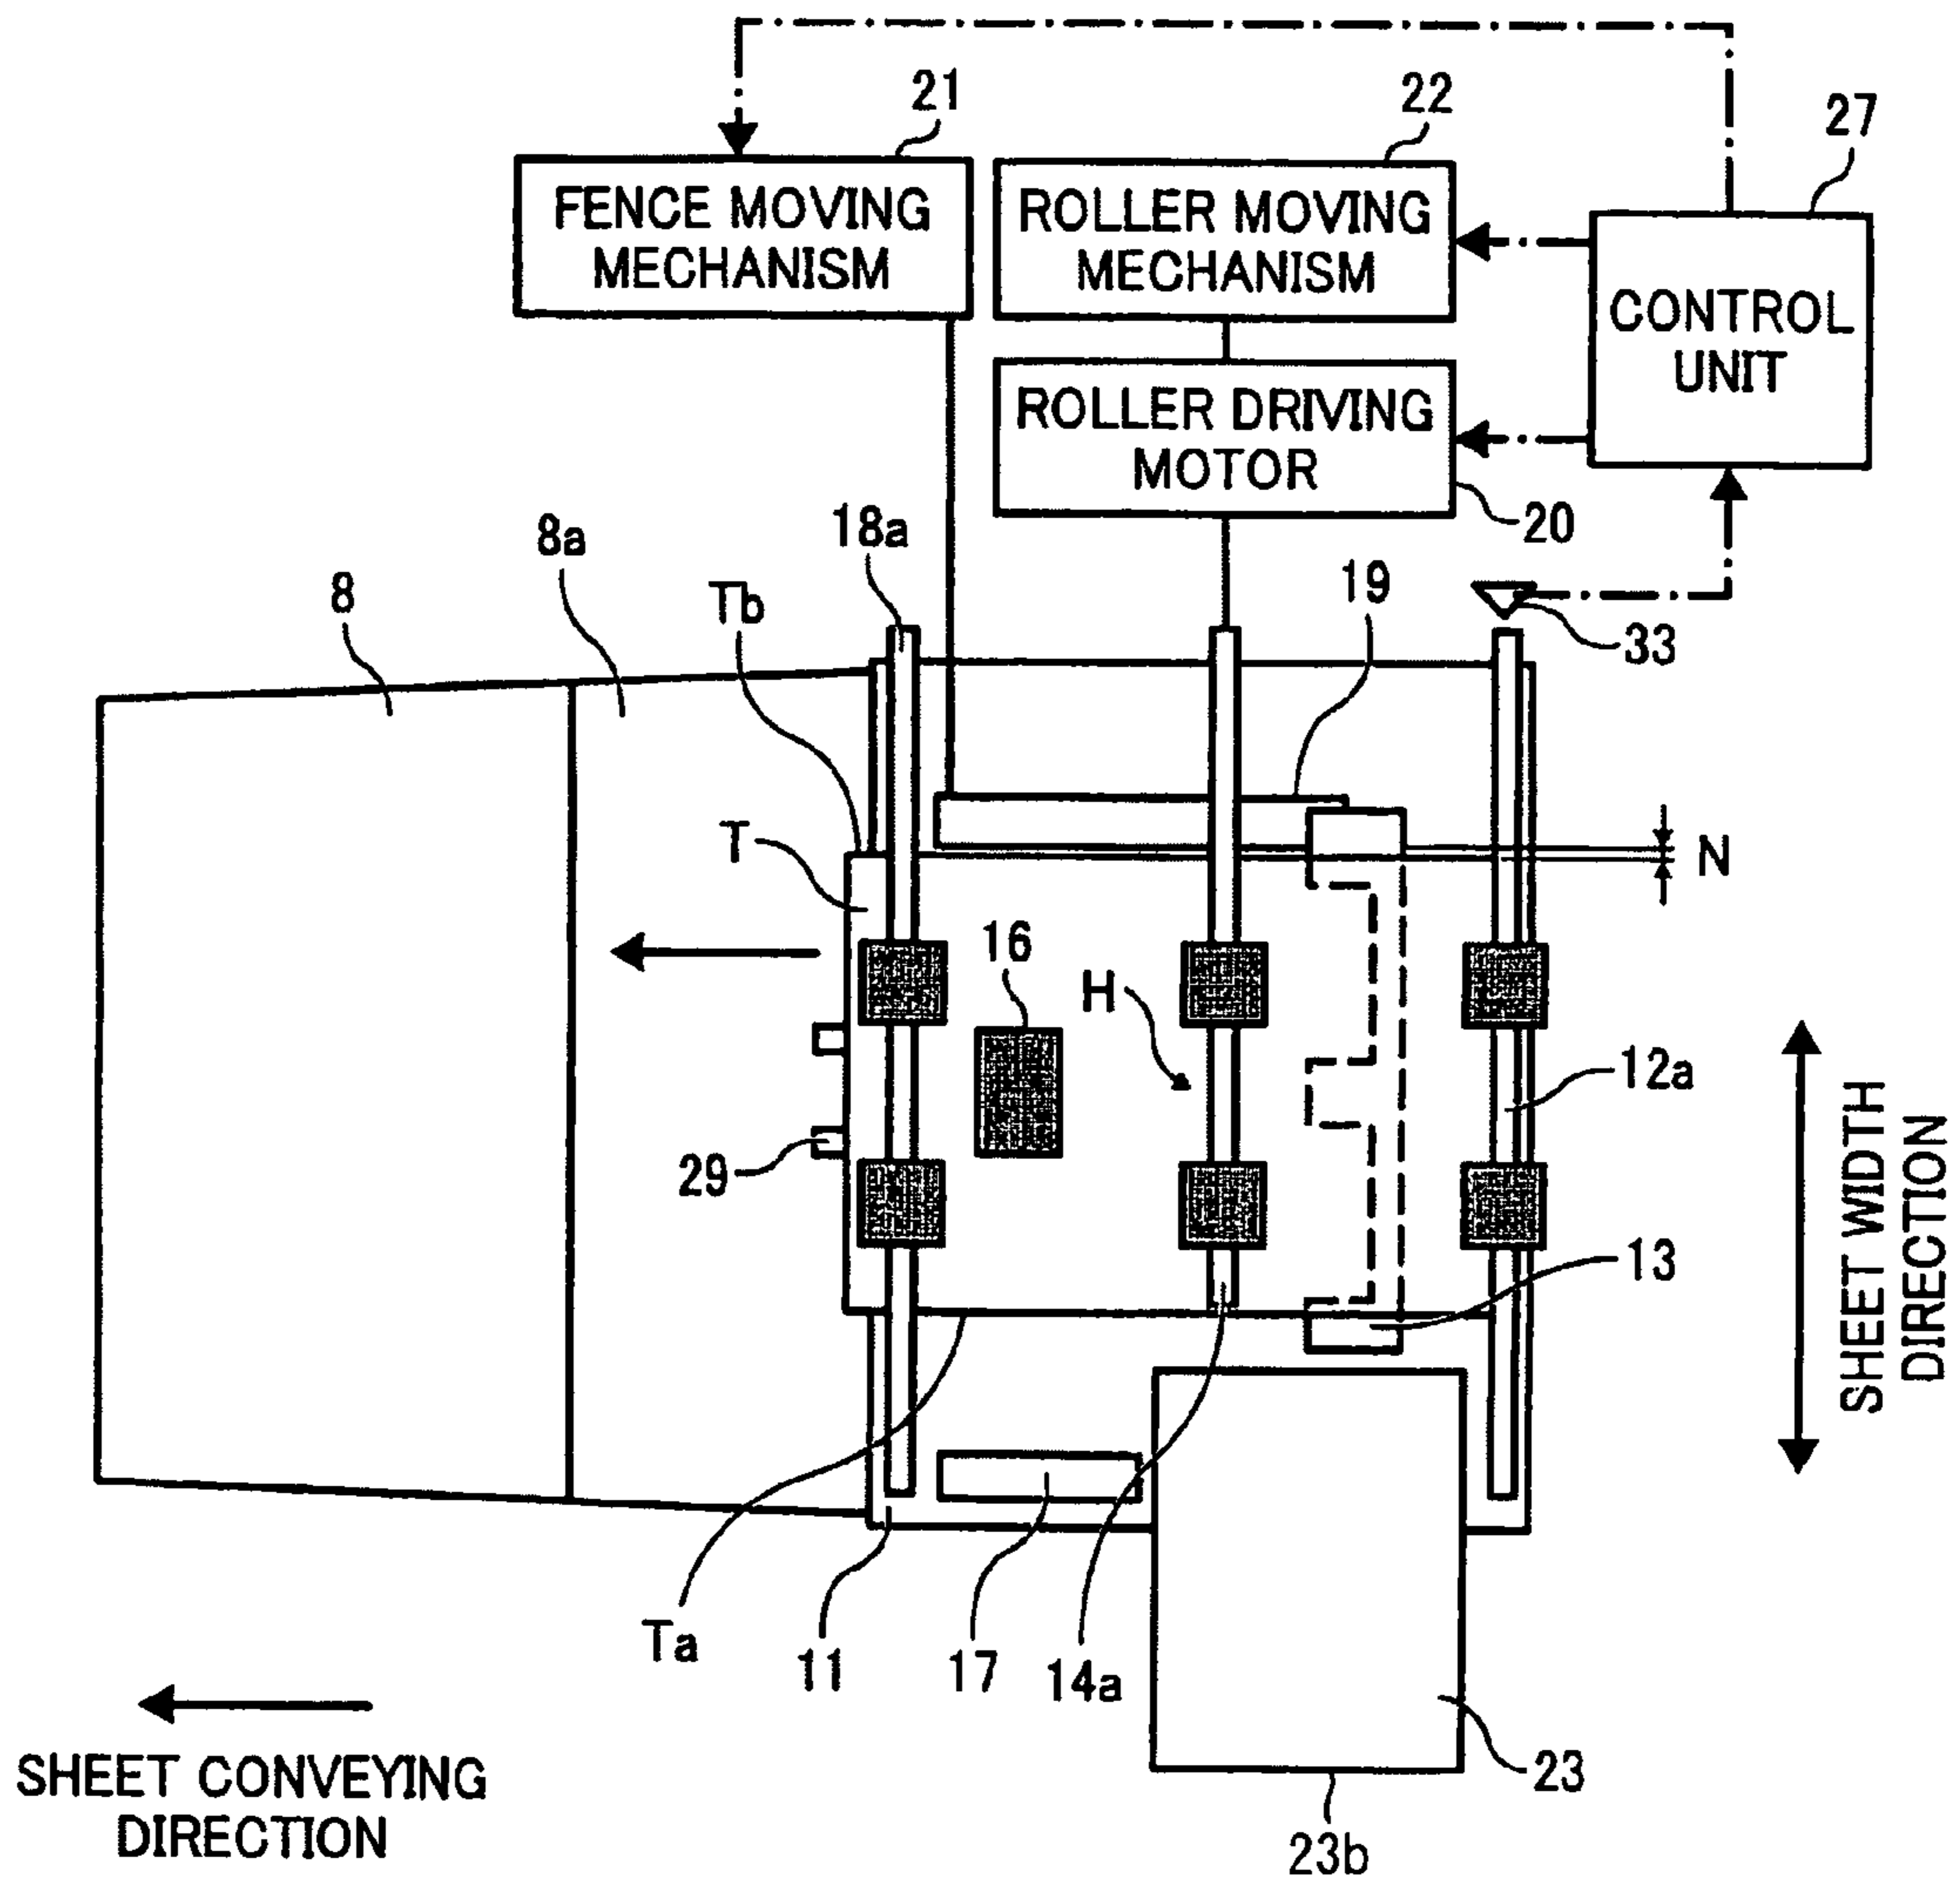 21
22
27
FENCE MOVING
MECHANISM
ROLLER MOVING
MECHANISM
CONTROL
UNIT
ROLLER DRIVING
MOTOR
20
18a
8a
8
Tb
19
33
T
N
16
H
12a
29
13
SHEET WIDTH
DIRECTION
Ta
11
17
14a
23
23b
SHEET CONVEYING
DIRECTION